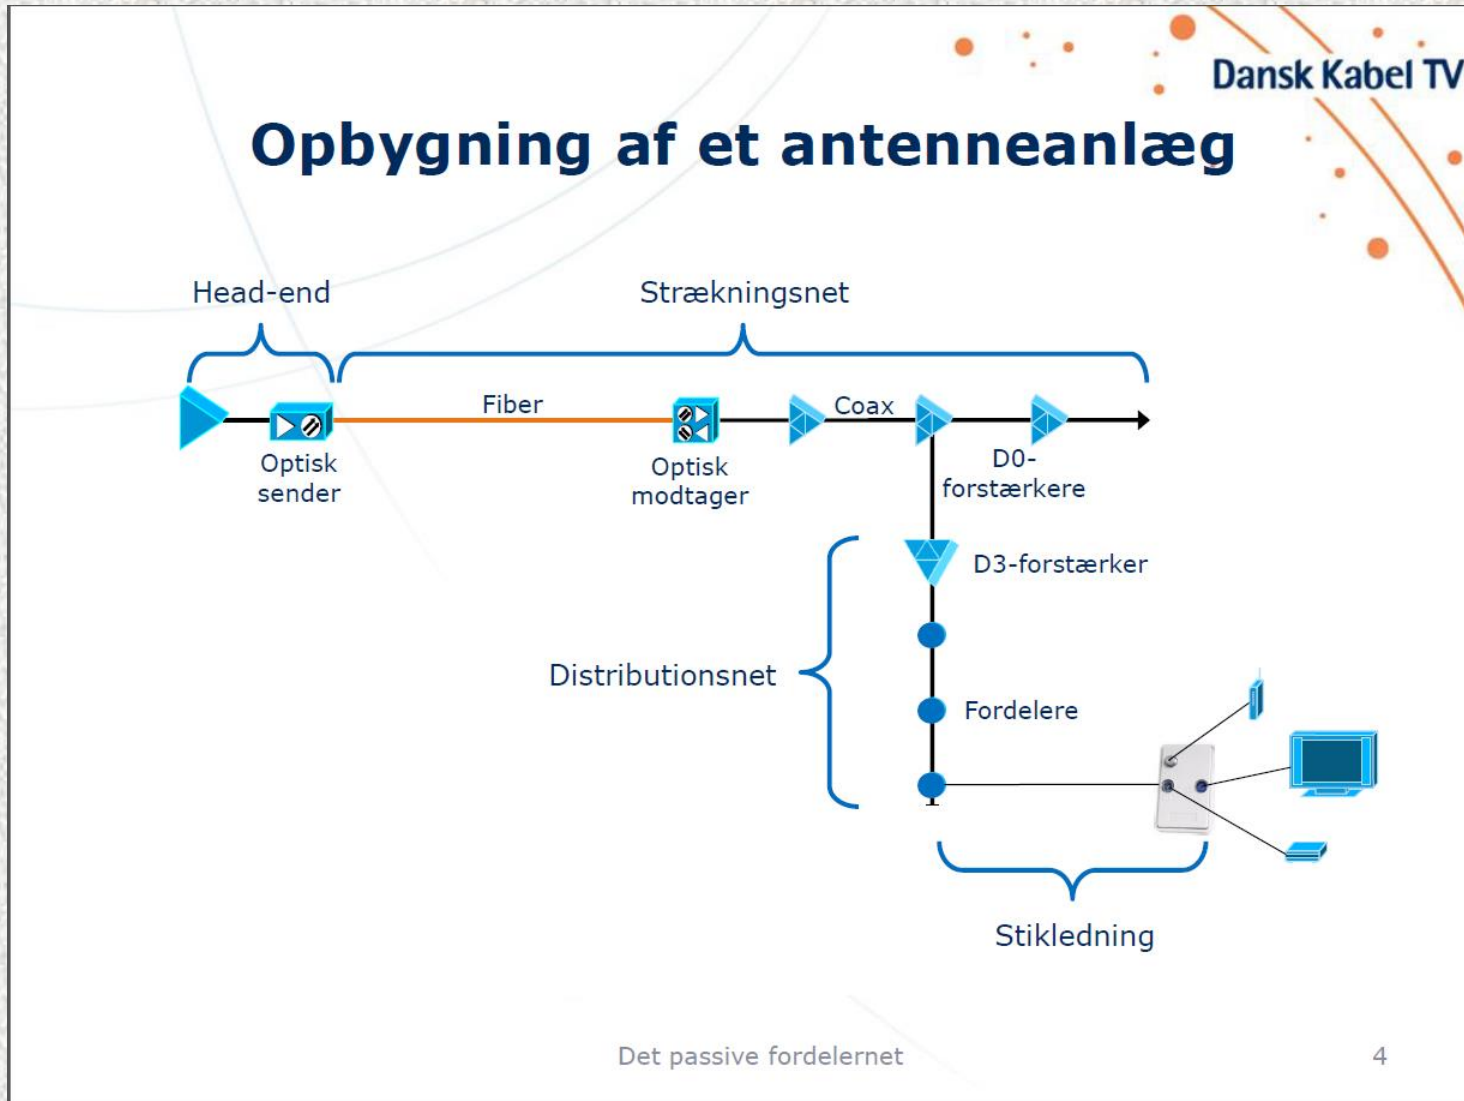 Dansk Kabel TV
Opbygning af et antenneanlæg
Head-end
Strækningsnet
Fiber
Coax
Optisk
sender
Optisk
modtager
D0-
forstærkere
D3-forstærker
Distributionsnet
Fordelere
Stikledning
Det passive fordelernet
4